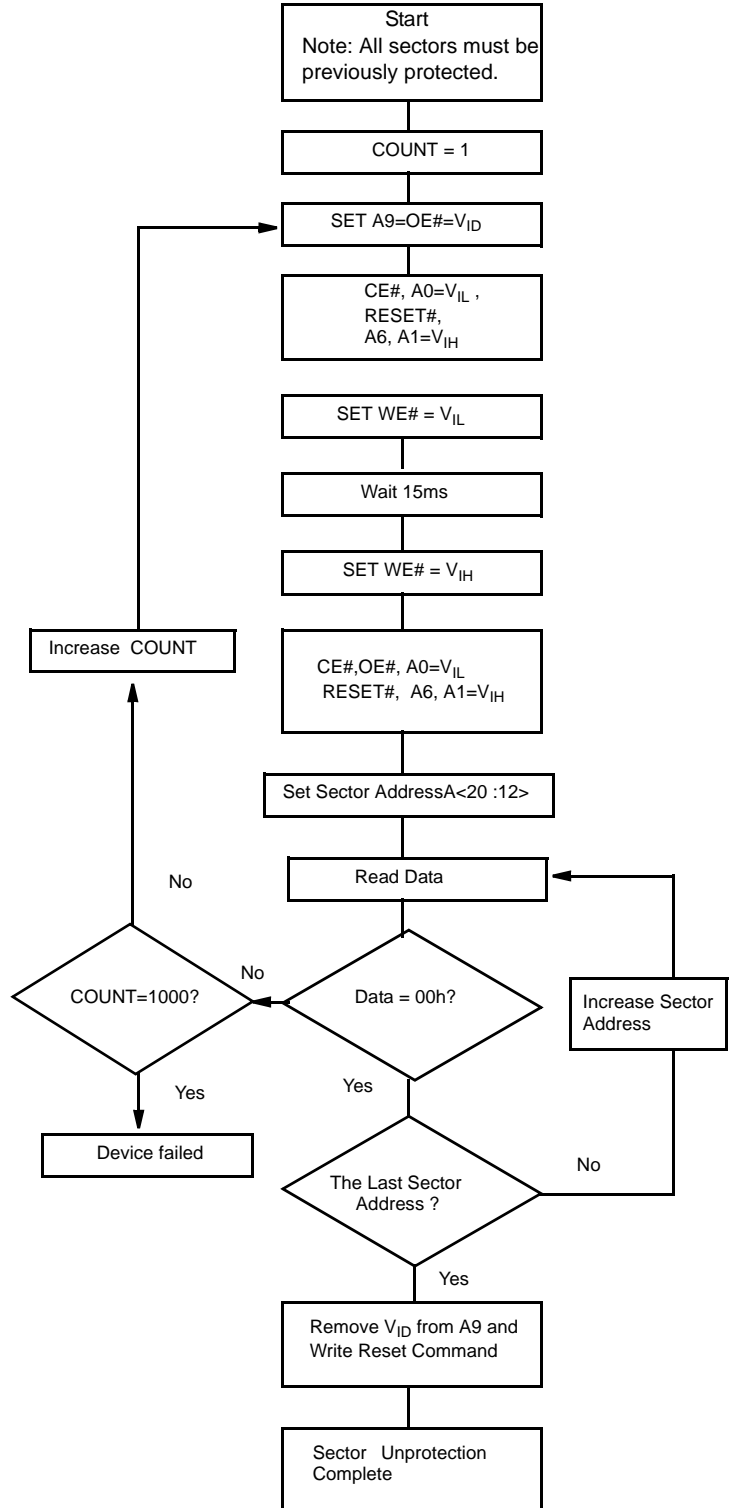 Start
Note: All sectors must be
previously protected.
COUNT = 1
SET A9=OE#=VID
CE#, A0=VIL ,
RESET#,
A6, A1=VIH
SET WE# = VIL
Wait 15ms
SET WE# = VIH
Increase COUNT
CE#,OE#, A0=VIL
RESET#, A6, A1=VIH
Set Sector AddressA<20 :12>
Read Data
No
COUNT=1000?
No
Data = 00h?
Increase Sector
Address
Yes
Yes
Device failed
The Last Sector
Address ?
No
Yes
Remove VID from A9 and
Write Reset Command
Sector Unprotection
Complete